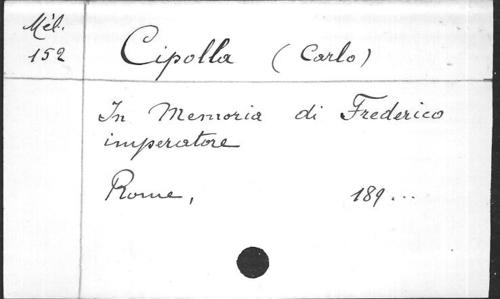 Mél.
152
Cipolla (Carlo)
In Memoria di Frederico
imperatore
Rome, 189...